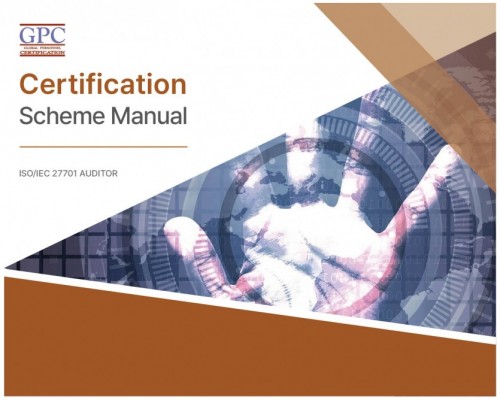 GPC
GLOBAL PERSONNEL
CERTIFICATION
Certification
Scheme Manual
ISO/IEC 27701 AUDITOR